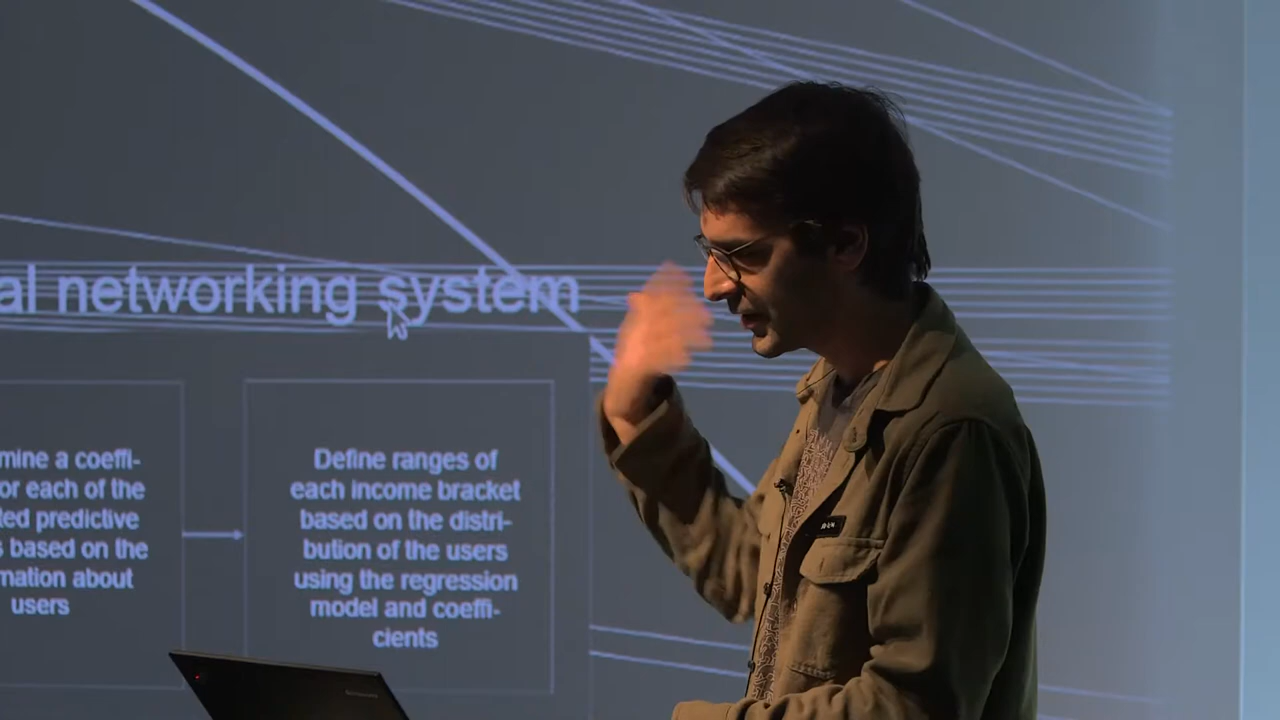 al networking system
mine a coeffi-
or each of the
ted predictive
s based on the
mation about
users
Define ranges of
each income bracket
based on the distri-
bution of the users
using the regression
model and coeffi-
cients